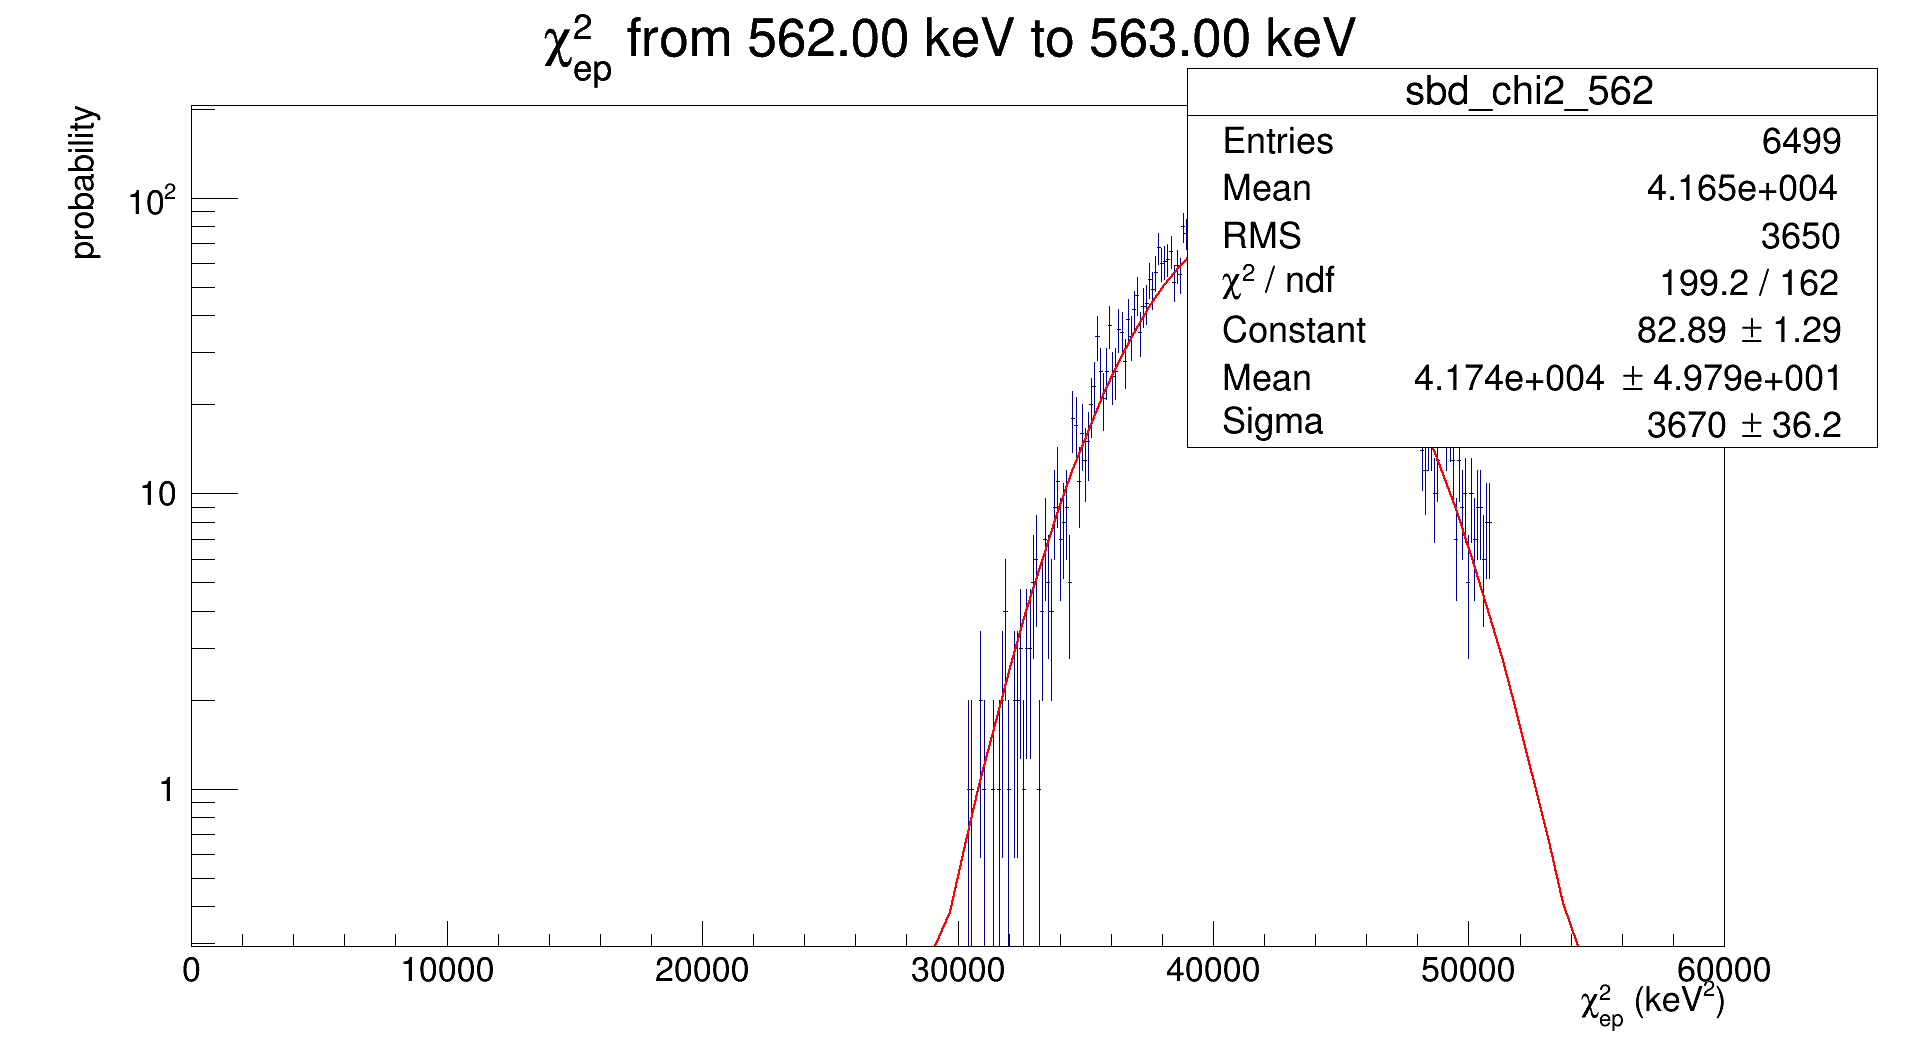 χ²ep from 562.00 keV to 563.00 keV
sbd_chi2_562
Entries 6499
Mean 4.165e+004
RMS 3650
χ² / ndf 199.2 / 162
Constant 82.89 ± 1.29
Mean 4.174e+004 ± 4.979e+001
Sigma 3670 ± 36.2
probability
10²
10
1
0 10000 20000 30000 40000 50000 60000
χ²ep (keV²)